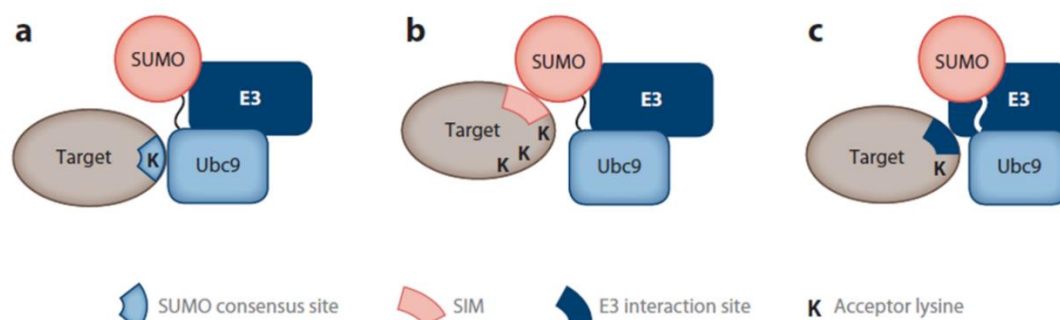 a
SUMO
E3
Target
K
Ubc9
b
SUMO
E3
Target
K
K
K
Ubc9
c
SUMO
E3
Target
K
Ubc9
SUMO consensus site
SIM
E3 interaction site
K Acceptor lysine